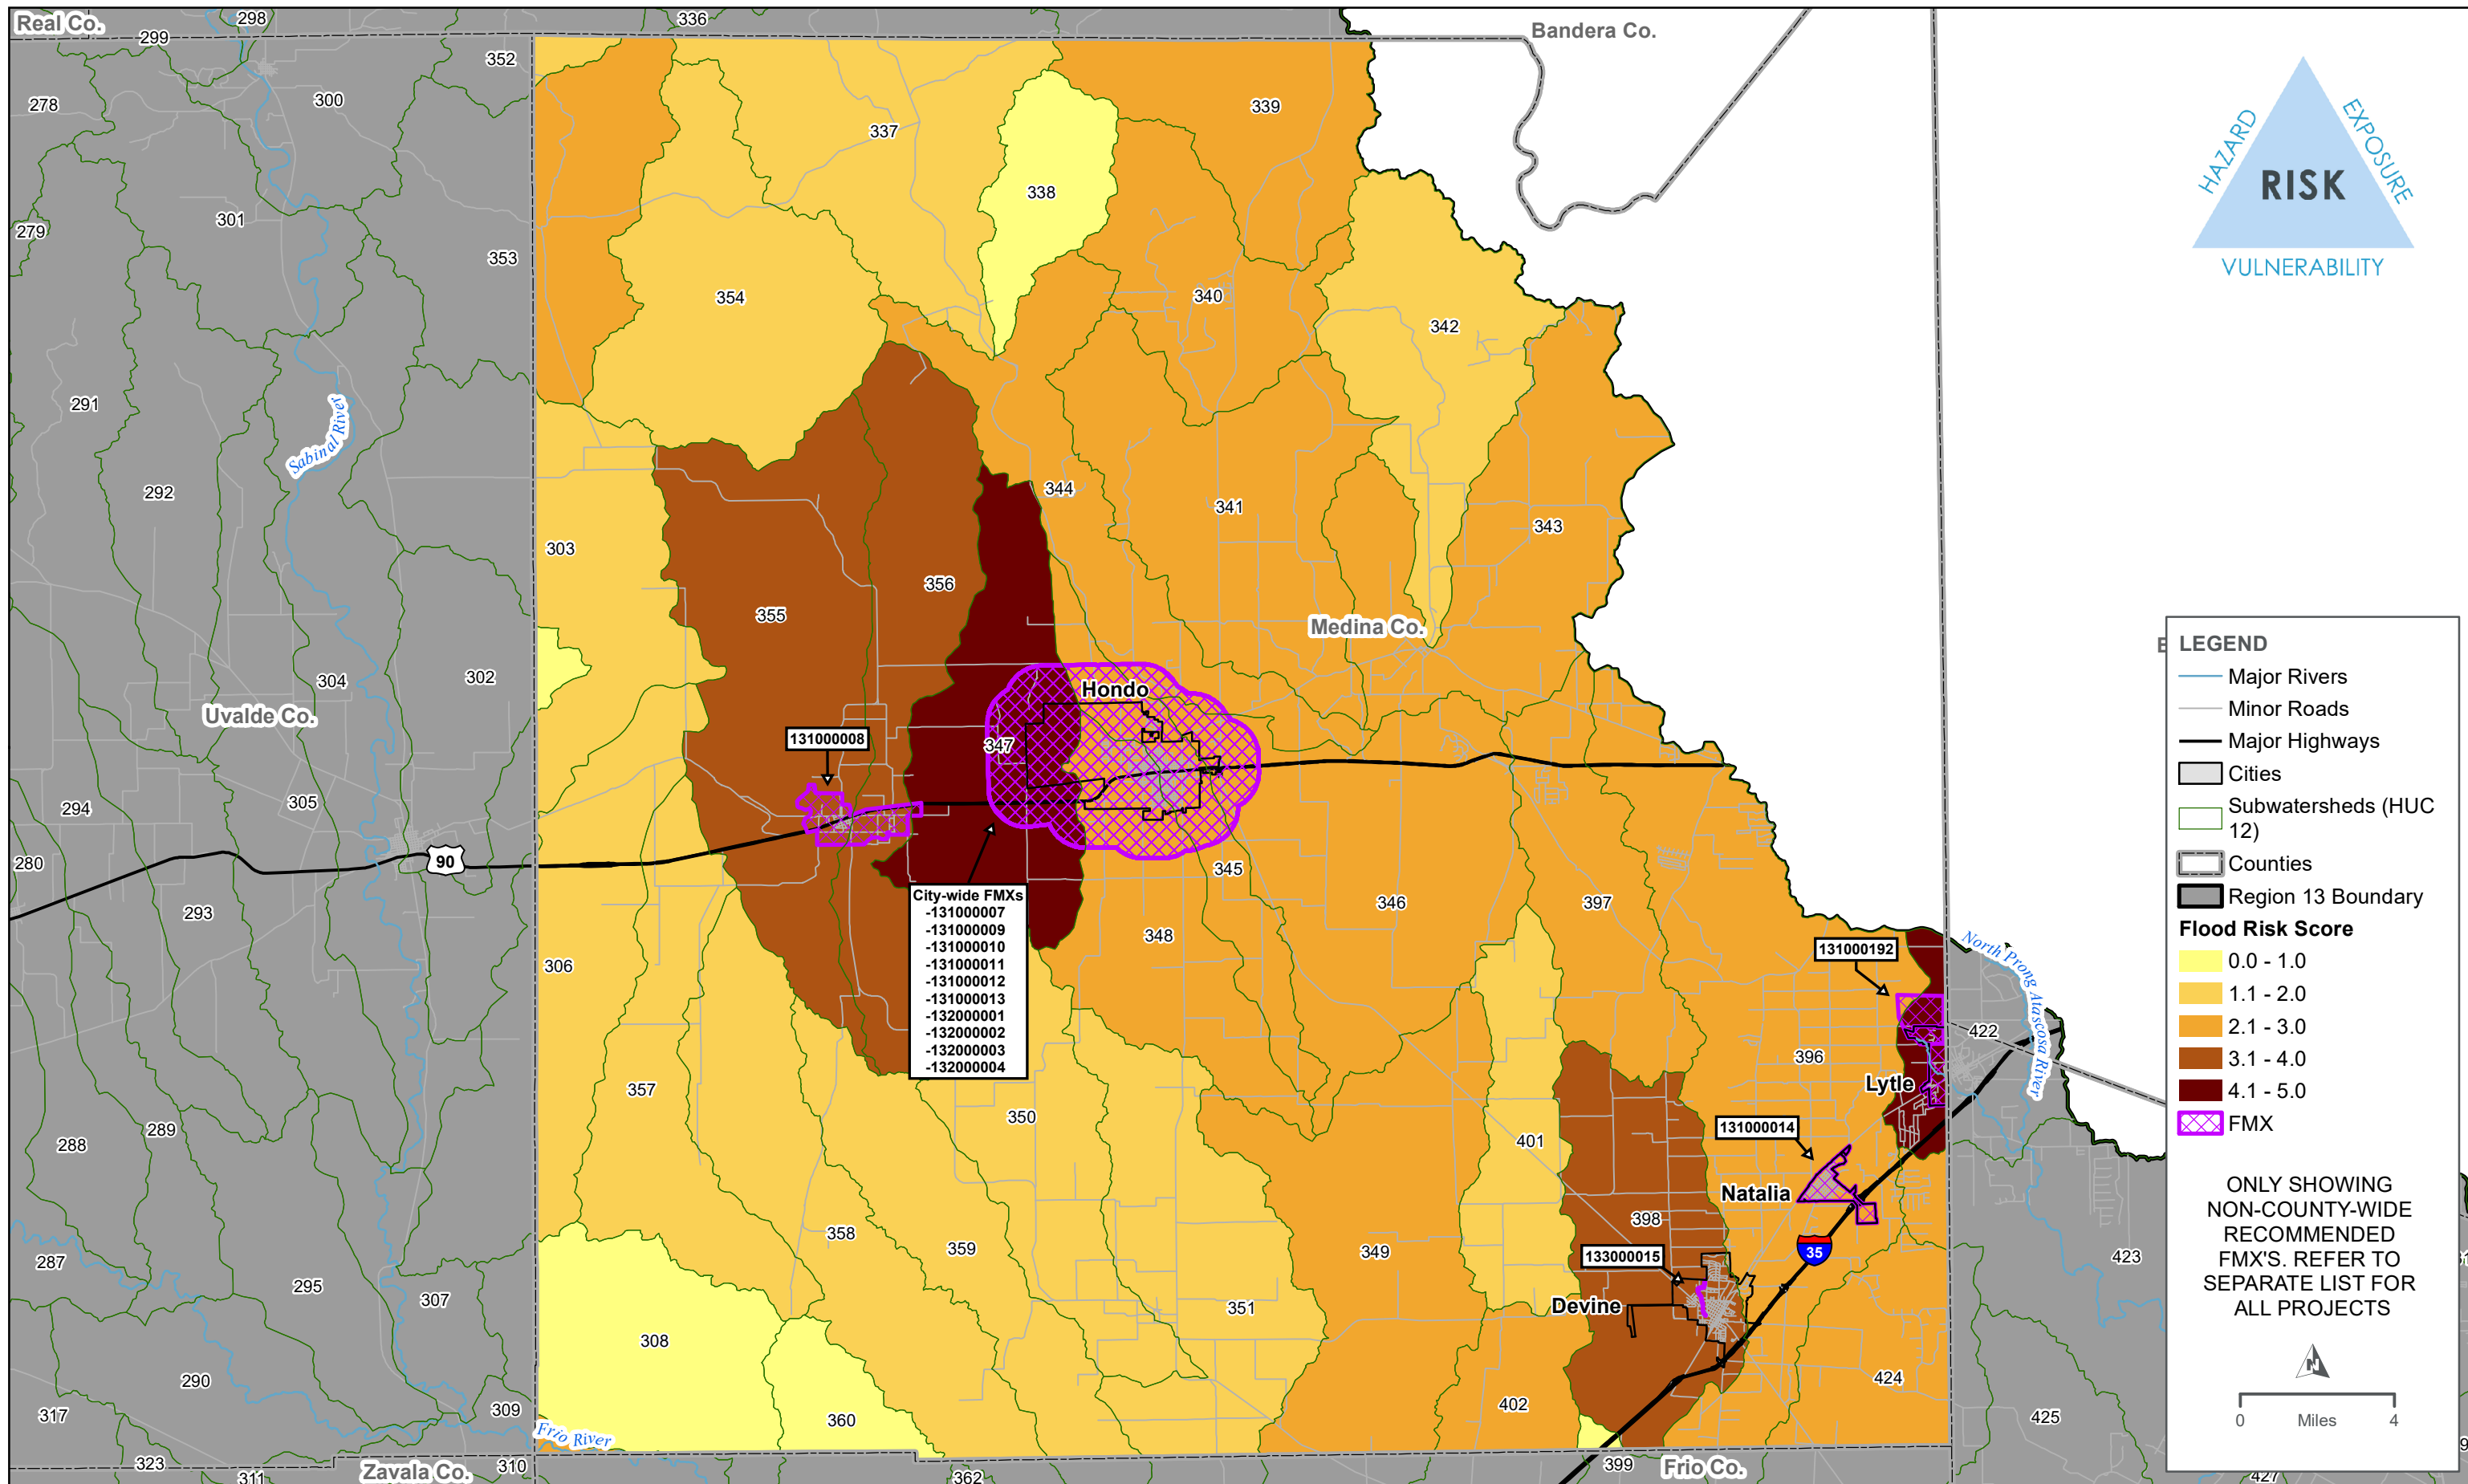 Real Co.
298
336
Bandera Co.
299
352
278
300
339
337
338
301
279
353
354
340
342
HAZARD
EXPOSURE
RISK
VULNERABILITY
291
Sabinal River
292
344
341
343
303
356
355
Medina Co.
304
302
Uvalde Co.
Hondo
131000008
347
294
305
280
90
345
293
346
397
348
306
City-wide FMXs
-131000007
-131000009
-131000010
-131000011
-131000012
-131000013
-132000001
-132000002
-132000003
-132000004
131000192
North Prong Atascosa River
422
396
Lytle
357
350
288
289
401
131000014
Natalia
398
358
359
349
35
133000015
287
295
307
351
Devine
423
308
290
317
309
360
402
424
425
Frio River
323
311
Zavala Co.
310
362
399
Frio Co.
427
LEGEND
Major Rivers
Minor Roads
Major Highways
Cities
Subwatersheds (HUC
12)
Counties
Region 13 Boundary
Flood Risk Score
0.0 - 1.0
1.1 - 2.0
2.1 - 3.0
3.1 - 4.0
4.1 - 5.0
FMX
ONLY SHOWING
NON-COUNTY-WIDE
RECOMMENDED
FMX'S. REFER TO
SEPARATE LIST FOR
ALL PROJECTS
N
0 Miles 4